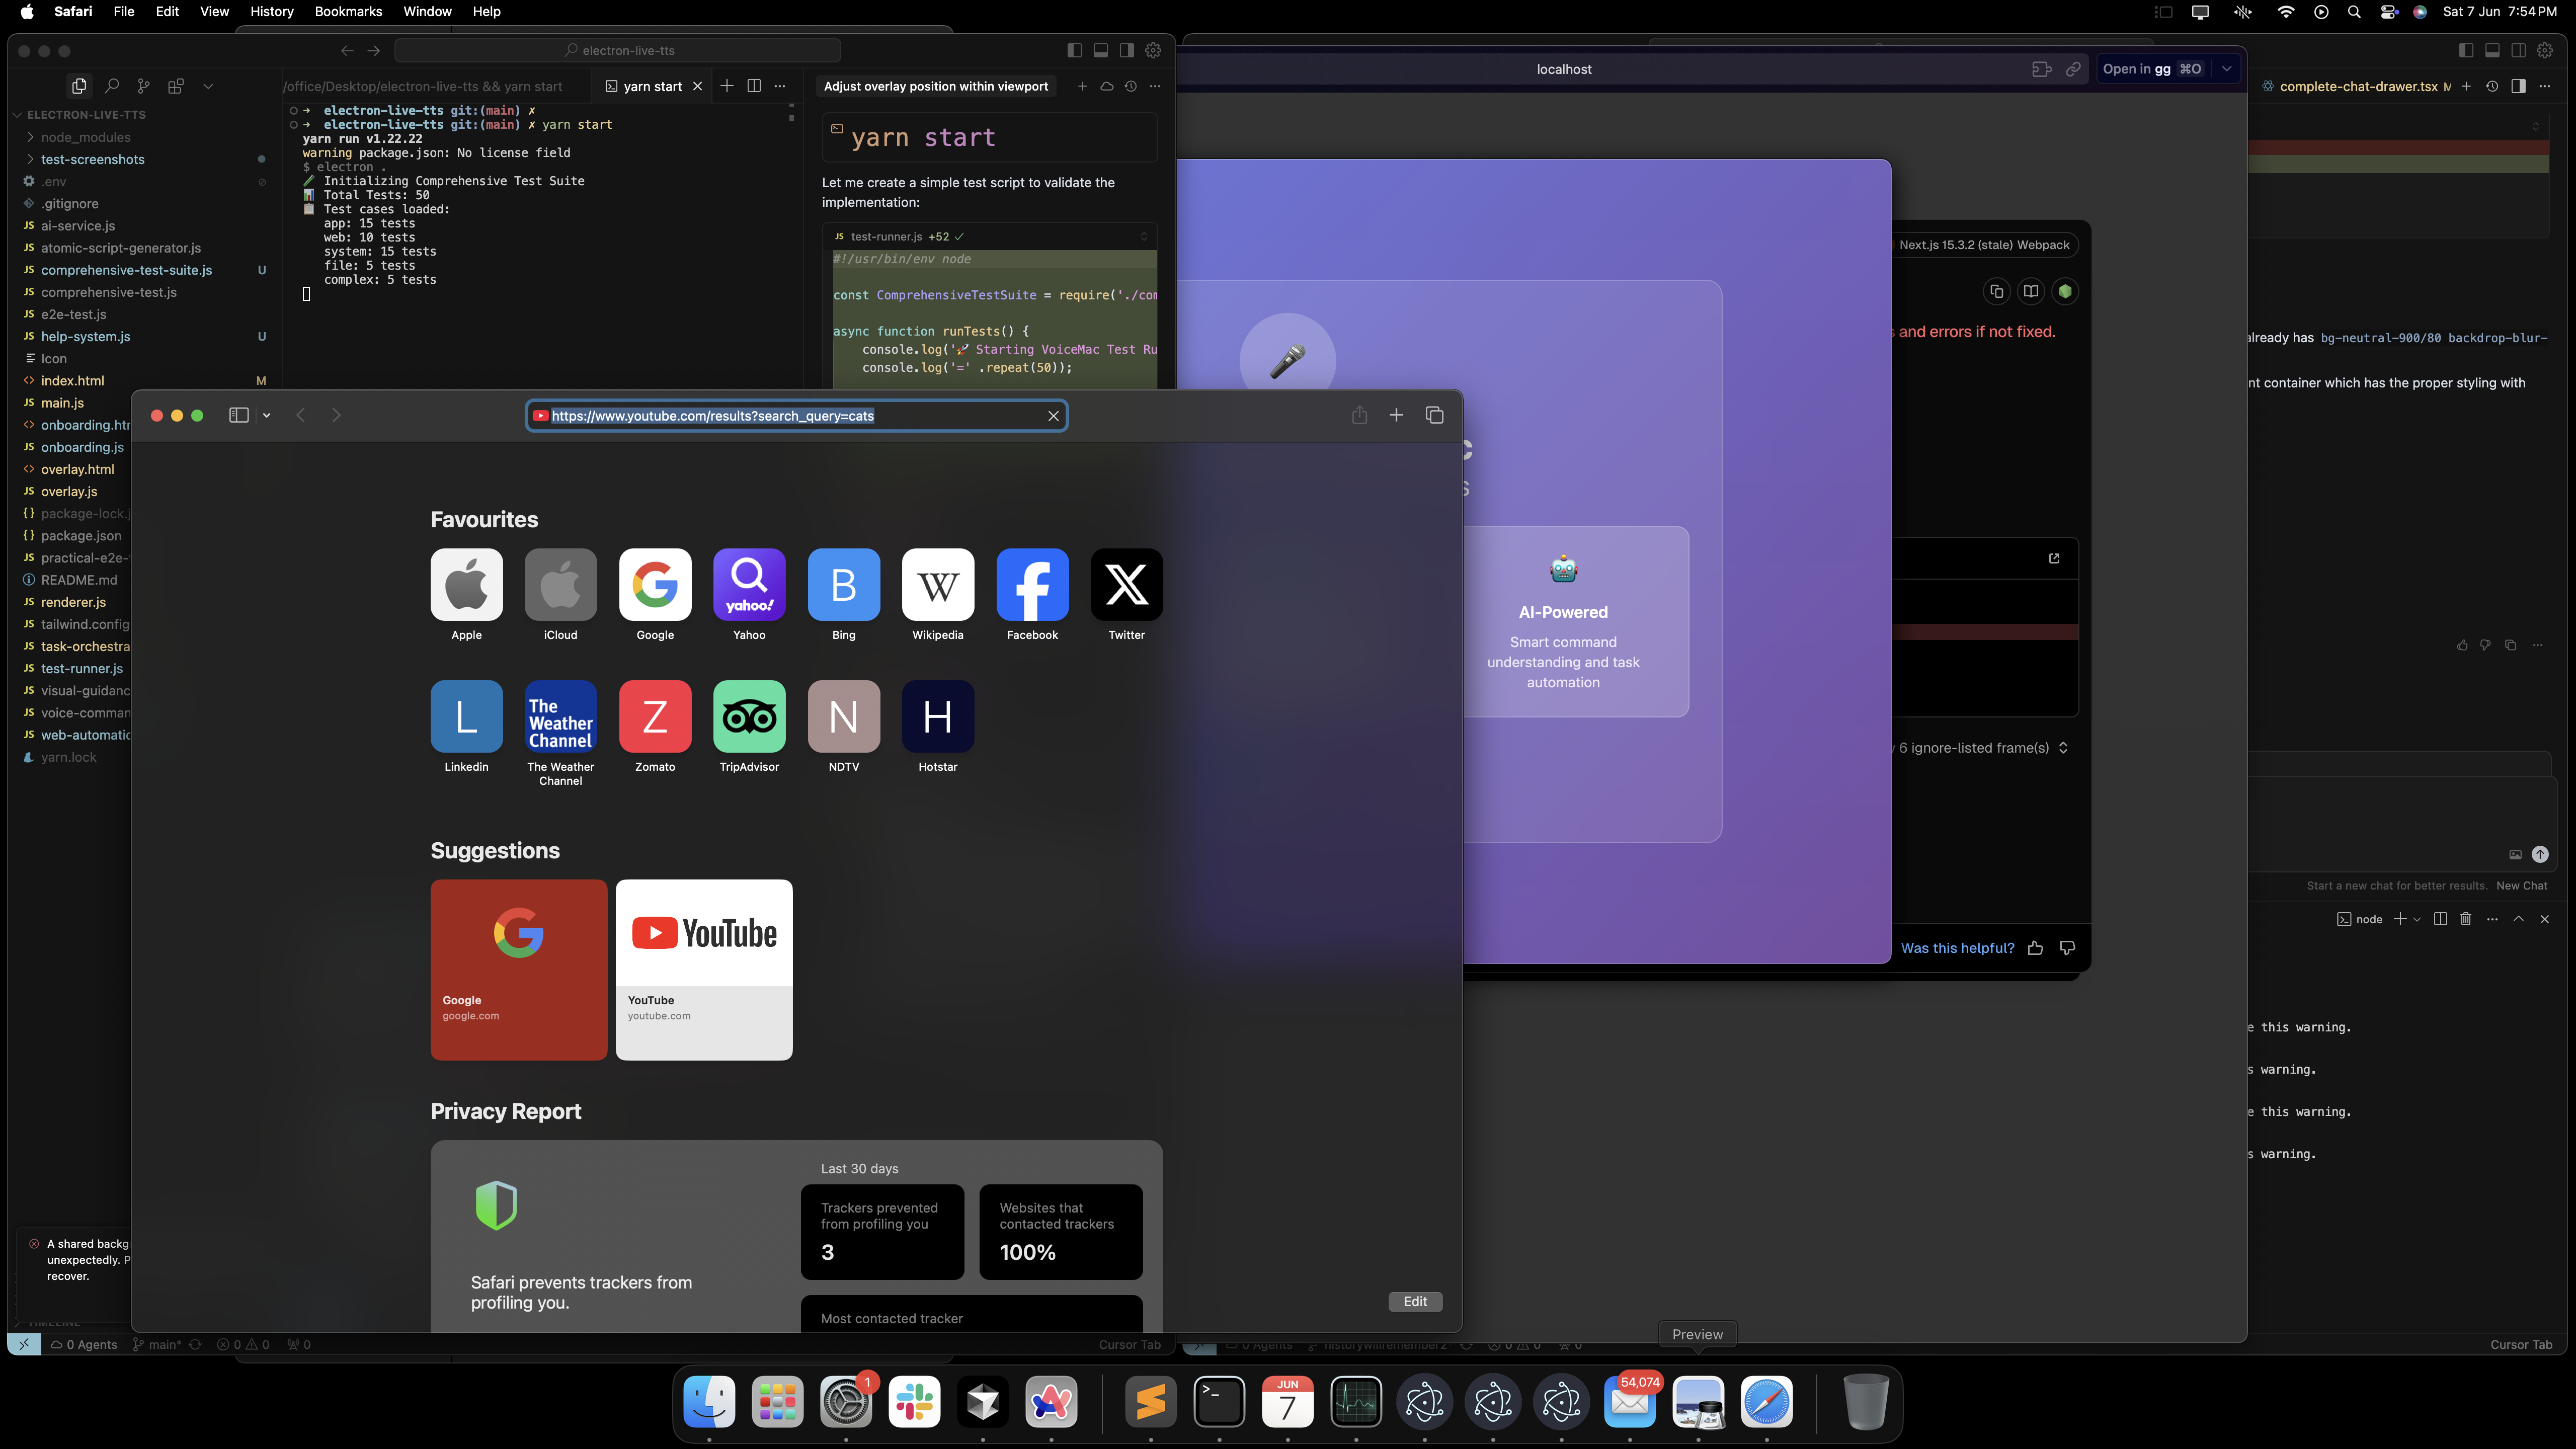 Safari File Edit View History Bookmarks Window Help
Sat 7 Jun 7:54 PM
electron-live-tts
ELECTRON-LIVE-TTS
node_modules
test-screenshots
.env
.gitignore
ai-service.js
atomic-script-generator.js
comprehensive-test-suite.js U
comprehensive-test.js
e2e-test.js
help-system.js U
Icon
index.html M
main.js
onboarding.htr
onboarding.js
overlay.html
overlay.js
package-lock.j
package.json
practical-e2e-
README.md
renderer.js
tailwind.config
task-orchestra
test-runner.js
visual-guidanc
voice-comman
web-automatic
yarn.lock
A shared backg
unexpectedly. P
recover.
TIMELINE
0 Agents main* 0 0 0
Cursor Tab
/office/Desktop/electron-live-tts && yarn start
yarn start
electron-live-tts git:(main) ✗
electron-live-tts git:(main) ✗ yarn start
yarn run v1.22.22
warning package.json: No license field
$ electron .
Initializing Comprehensive Test Suite
Total Tests: 50
Test cases loaded:
app: 15 tests
web: 10 tests
system: 15 tests
file: 5 tests
complex: 5 tests
Adjust overlay position within viewport
yarn start
Let me create a simple test script to validate the
implementation:
JS test-runner.js +52
#!/usr/bin/env node
const ComprehensiveTestSuite = require('./com
async function runTests() {
console.log('🚀 Starting VoiceMac Test Ru
console.log('=' .repeat(50));
https://www.youtube.com/results?search_query=cats
Favourites
Apple
iCloud
Google
yahoo!
Yahoo
B
Bing
W
Wikipedia
Facebook
Twitter
L
Linkedin
The
Weather
Channel
The Weather
Channel
Z
Zomato
TripAdvisor
N
NDTV
H
Hotstar
Suggestions
Google
google.com
YouTube
YouTube
youtube.com
Privacy Report
Last 30 days
Safari prevents trackers from
profiling you.
Trackers prevented
from profiling you
3
Websites that
contacted trackers
100%
Most contacted tracker
Edit
localhost
Open in gg ⌘O
AI-Powered
Smart command
understanding and task
automation
Next.js 15.3.2 (stale) Webpack
and errors if not fixed.
6 ignore-listed frame(s)
Was this helpful?
complete-chat-drawer.tsx M
already has bg-neutral-900/80 backdrop-blur-
nt container which has the proper styling with
Start a new chat for better results. New Chat
node
e this warning.
s warning.
e this warning.
s warning.
0 Agents historywillremember2 0 0 0
Cursor Tab
Preview
1
JUN
7
54,074